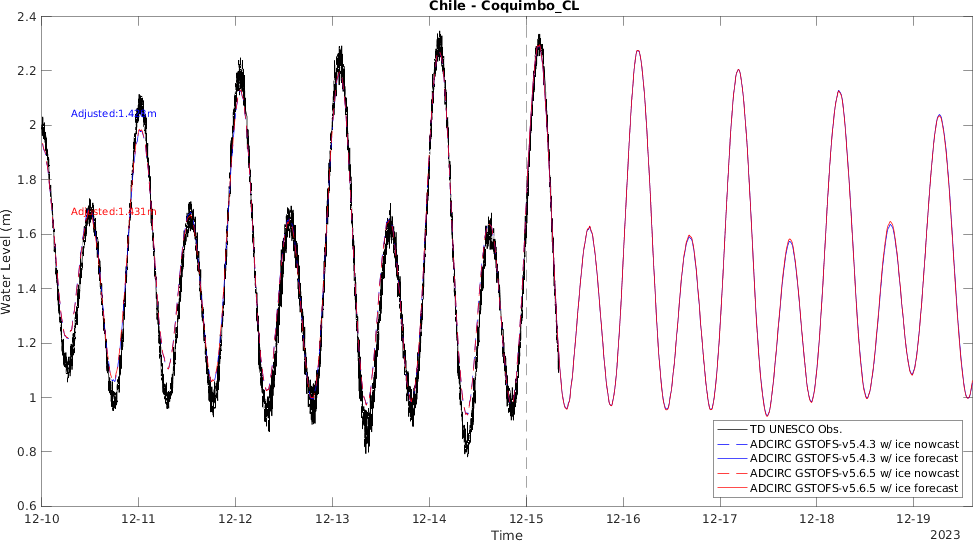 Chile - Coquimbo_CL
2.4
2.2
2
1.8
1.6
1.4
1.2
1
0.8
0.6
Water Level (m)
Adjusted:1.4 m
Adjusted:1.431m
TD UNESCO Obs.
ADCIRC GSTOFS-v5.4.3 w/ ice nowcast
ADCIRC GSTOFS-v5.4.3 w/ ice forecast
ADCIRC GSTOFS-v5.6.5 w/ ice nowcast
ADCIRC GSTOFS-v5.6.5 w/ ice forecast
12-10 12-11 12-12 12-13 12-14 12-15 12-16 12-17 12-18 12-19
Time
2023